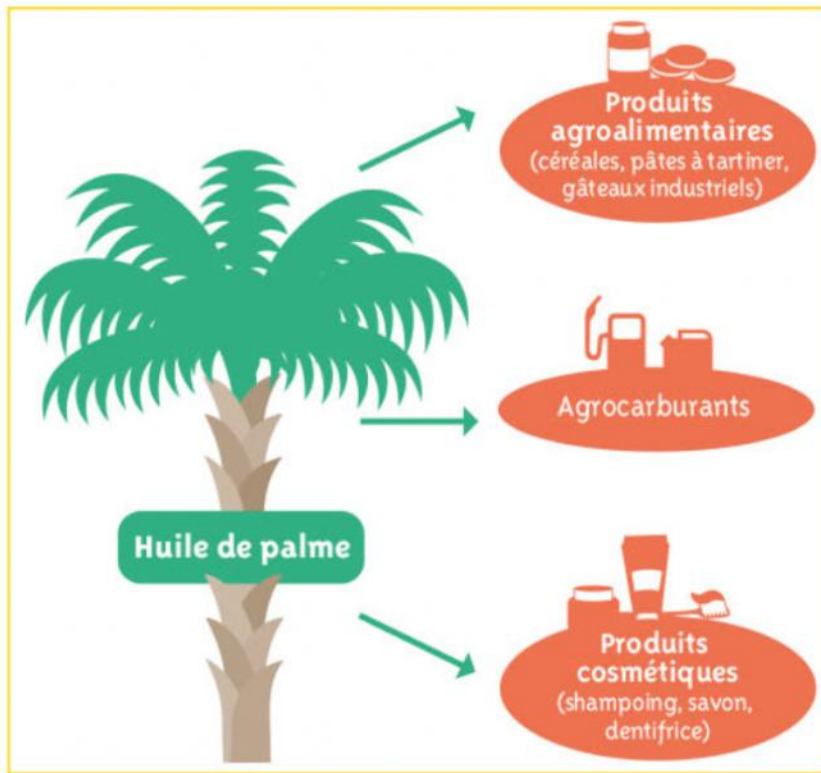 Produits
agroalimentaires
(céréales, pâtes à tartiner,
gâteaux industriels)
Agrocarburants
Huile de palme
Produits
cosmétiques
(shampoing, savon,
dentifrice)